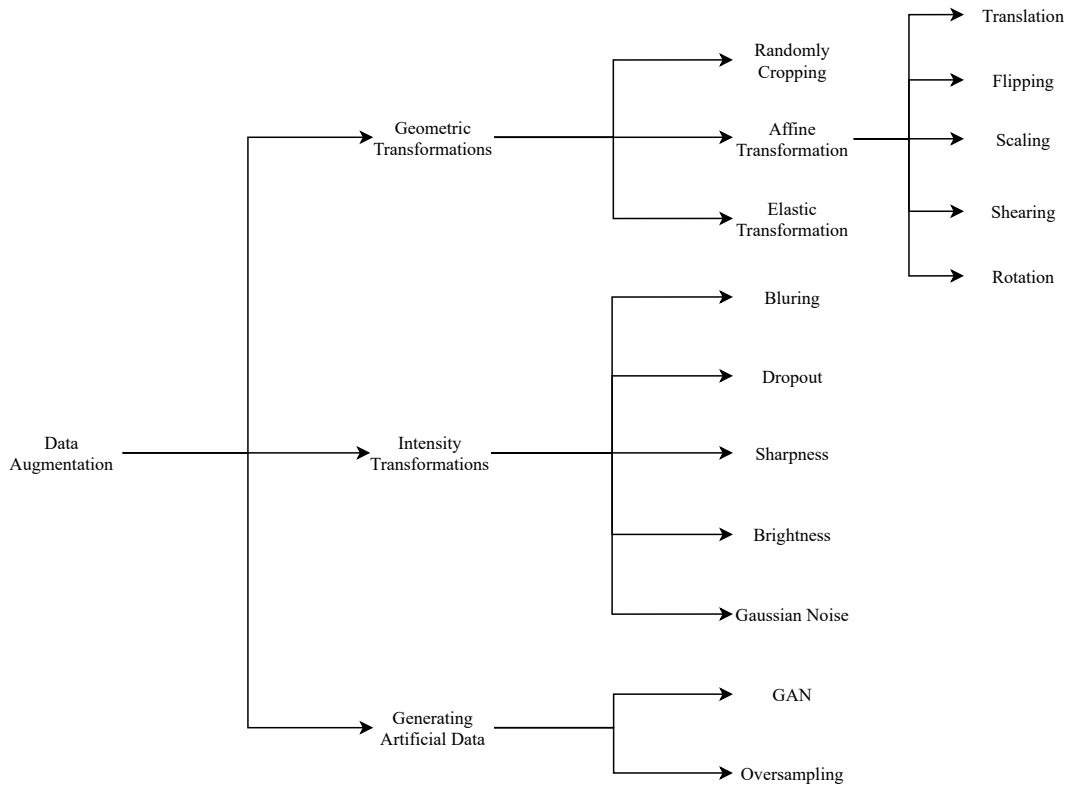 Translation
Randomly
Cropping
Flipping
Geometric
Transformations
Affine
Transformation
Scaling
Elastic
Transformation
Shearing
Rotation
Bluring
Dropout
Data
Augmentation
Intensity
Transformations
Sharpness
Brightness
Gaussian Noise
GAN
Generating
Artificial Data
Oversampling